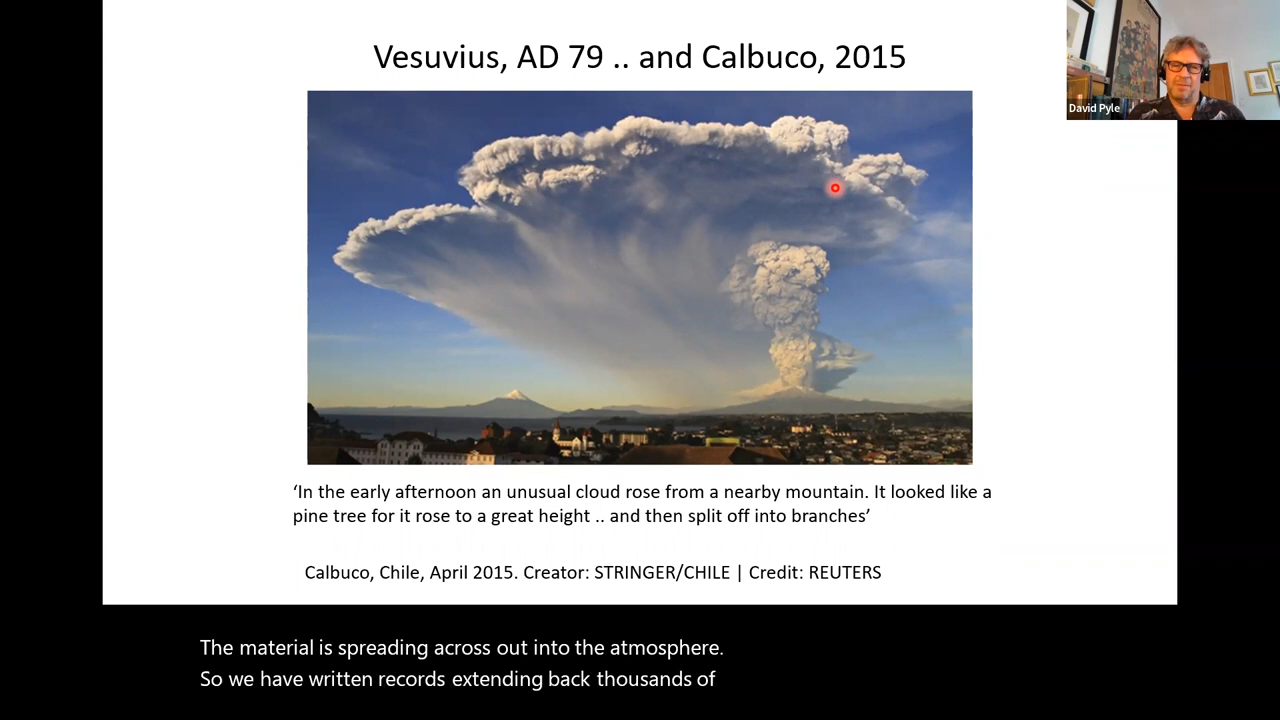 Vesuvius, AD 79 .. and Calbuco, 2015
David Pyle
‘In the early afternoon an unusual cloud rose from a nearby mountain. It looked like a
pine tree for it rose to a great height .. and then split off into branches’
Calbuco, Chile, April 2015. Creator: STRINGER/CHILE | Credit: REUTERS
The material is spreading across out into the atmosphere.
So we have written records extending back thousands of